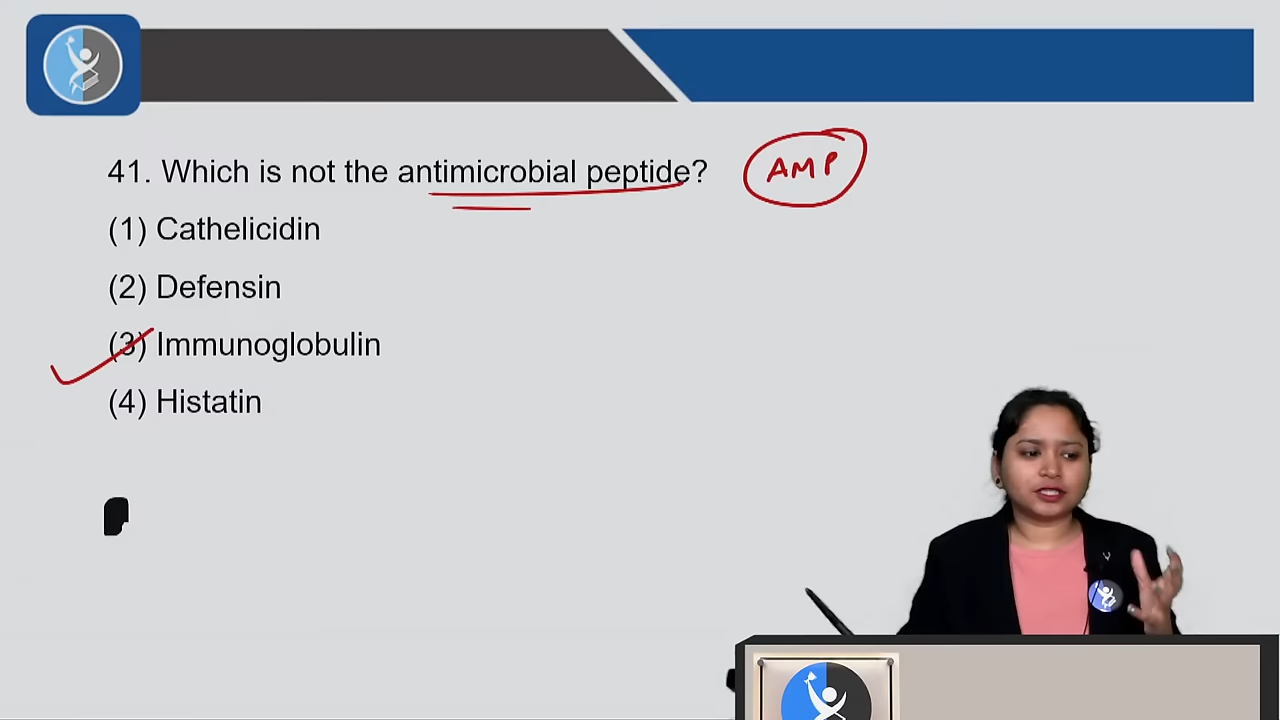 41. Which is not the antimicrobial peptide?
AMP
(1) Cathelicidin
(2) Defensin
(3) Immunoglobulin
(4) Histatin